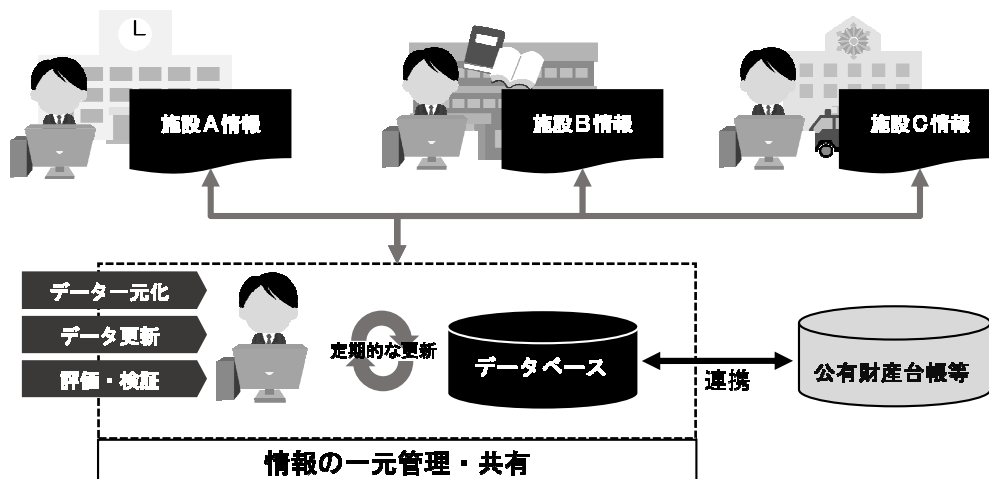 施設A情報
施設B情報
施設C情報
データ一元化
データ更新
評価・検証
定期的な更新
データベース
連携
公有財産台帳等
情報の一元管理・共有